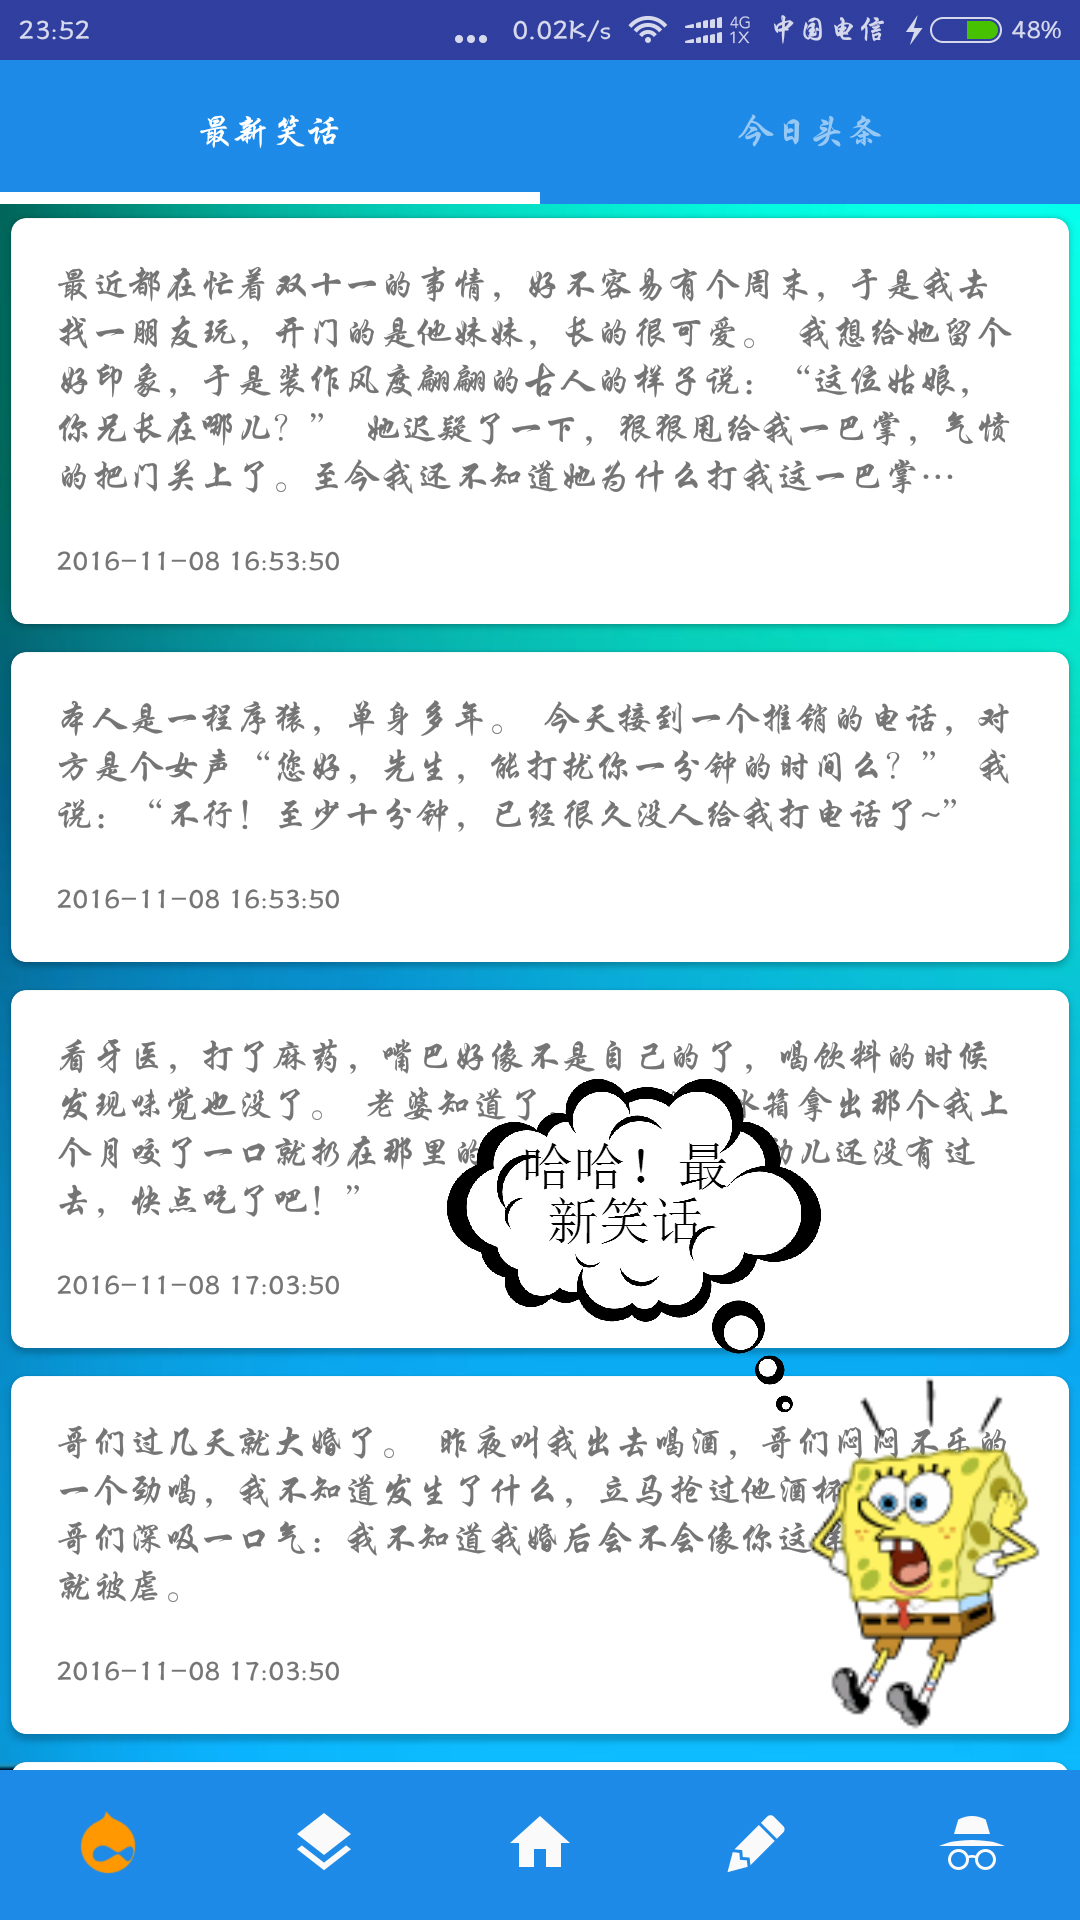 23:52 ... 0.02K/s 4G 1X 中国电信 48%
最新笑话 今日头条
最近都在忙着双十一的事情，好不容易有个周末，于是我去
找一朋友玩，开门的是他妹妹，长的很可爱。 我想给她留个
好印象，于是装作风度翩翩的古人的样子说：“这位姑娘，
你兄长在哪儿？” 她迟疑了一下，狠狠甩给我一巴掌，气愤
的把门关上了。至今我还不知道她为什么打我这一巴掌…
2016-11-08 16:53:50
本人是一程序猿，单身多年。 今天接到一个推销的电话，对
方是个女声“您好，先生，能打扰你一分钟的时间么？” 我
说：“不行！至少十分钟，已经很久没人给我打电话了~”
2016-11-08 16:53:50
看牙医，打了麻药，嘴巴好像不是自己的了，喝饮料的时候
发现味觉也没了。 老婆知道了 冰箱拿出那个我上
个月咬了一口就扔在那里的 劲儿还没有过
去，快点吃了吧！”
哈哈！最
新笑话
2016-11-08 17:03:50
哥们过几天就大婚了。 昨夜叫我出去喝酒，哥们闷闷不乐的
一个劲喝，我不知道发生了什么，立马抢过他酒杯
哥们深吸一口气：我不知道我婚后会不会像你这样
就被虐。
2016-11-08 17:03:50